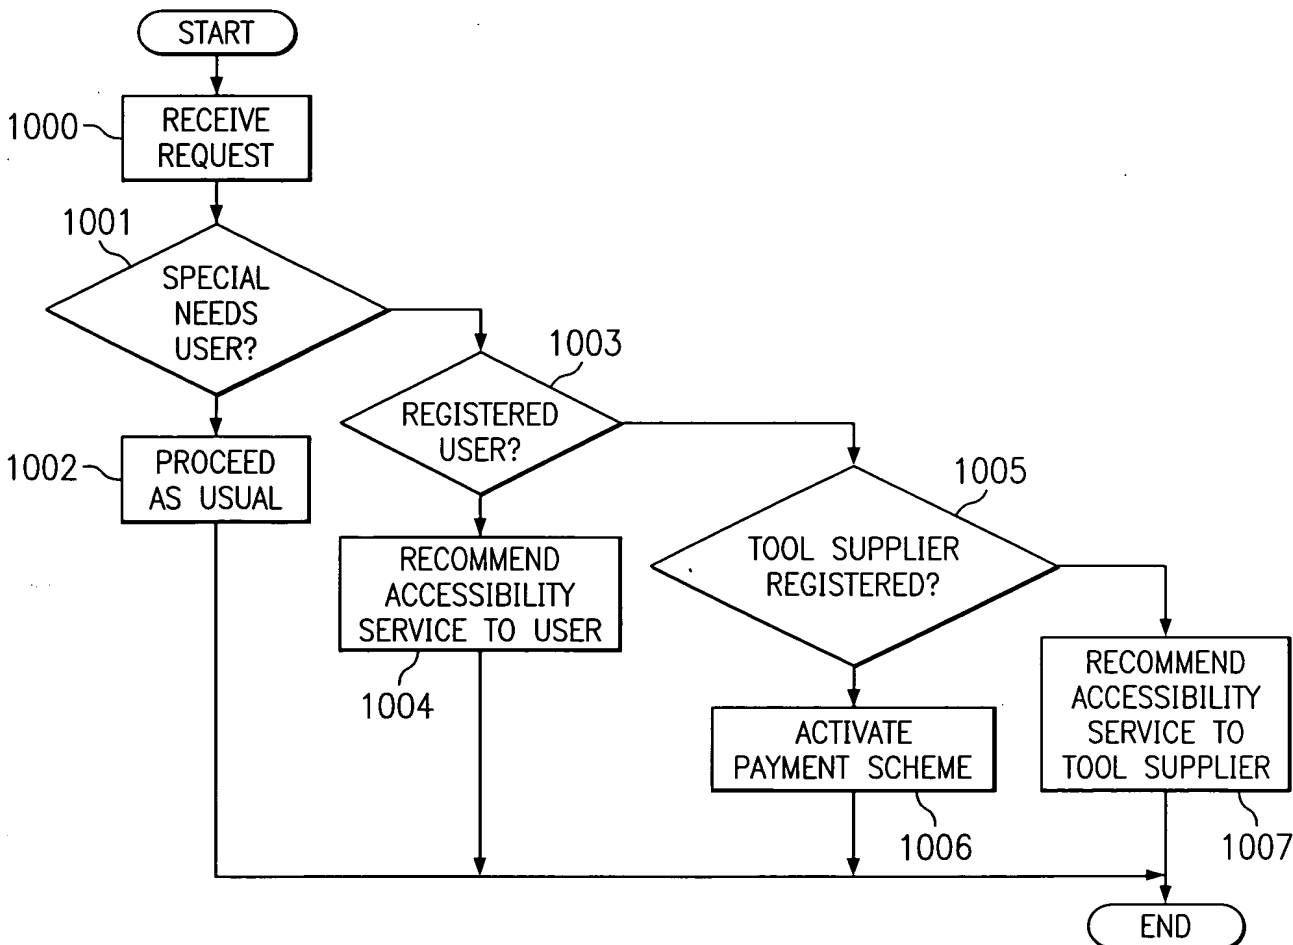 START
1000
RECEIVE
REQUEST
1001
SPECIAL
NEEDS
USER?
1002
PROCEED
AS USUAL
1003
REGISTERED
USER?
RECOMMEND
ACCESSIBILITY
SERVICE TO USER
1004
1005
TOOL SUPPLIER
REGISTERED?
ACTIVATE
PAYMENT SCHEME
1006
RECOMMEND
ACCESSIBILITY
SERVICE TO
TOOL SUPPLIER
1007
END